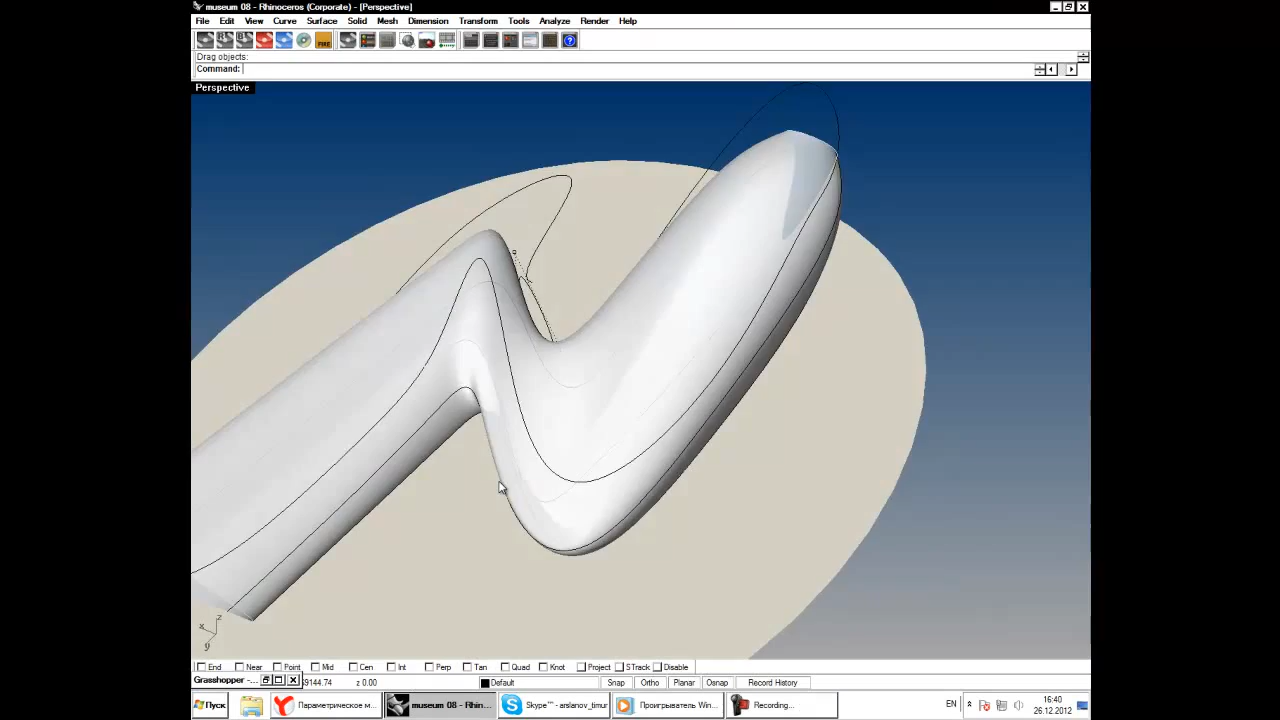 museum 08 - Rhinoceros (Corporate) - [Perspective]
File Edit View Curve Surface Solid Mesh Dimension Transform Tools Analyze Render Help
Drag objects:
Command:
Perspective
z
x
y
End Near Point Mid Cen Int Perp Tan Quad Knot Project STrack Disable
Grasshopper -... 9144.74 z 0.00 Default Snap Ortho Planar Osnap Record History
Пуск Параметрическое м... museum 08 - Rhin... Skype™ - arslanov_timur Проигрыватель Win... Recording... EN 16:40
26.12.2012